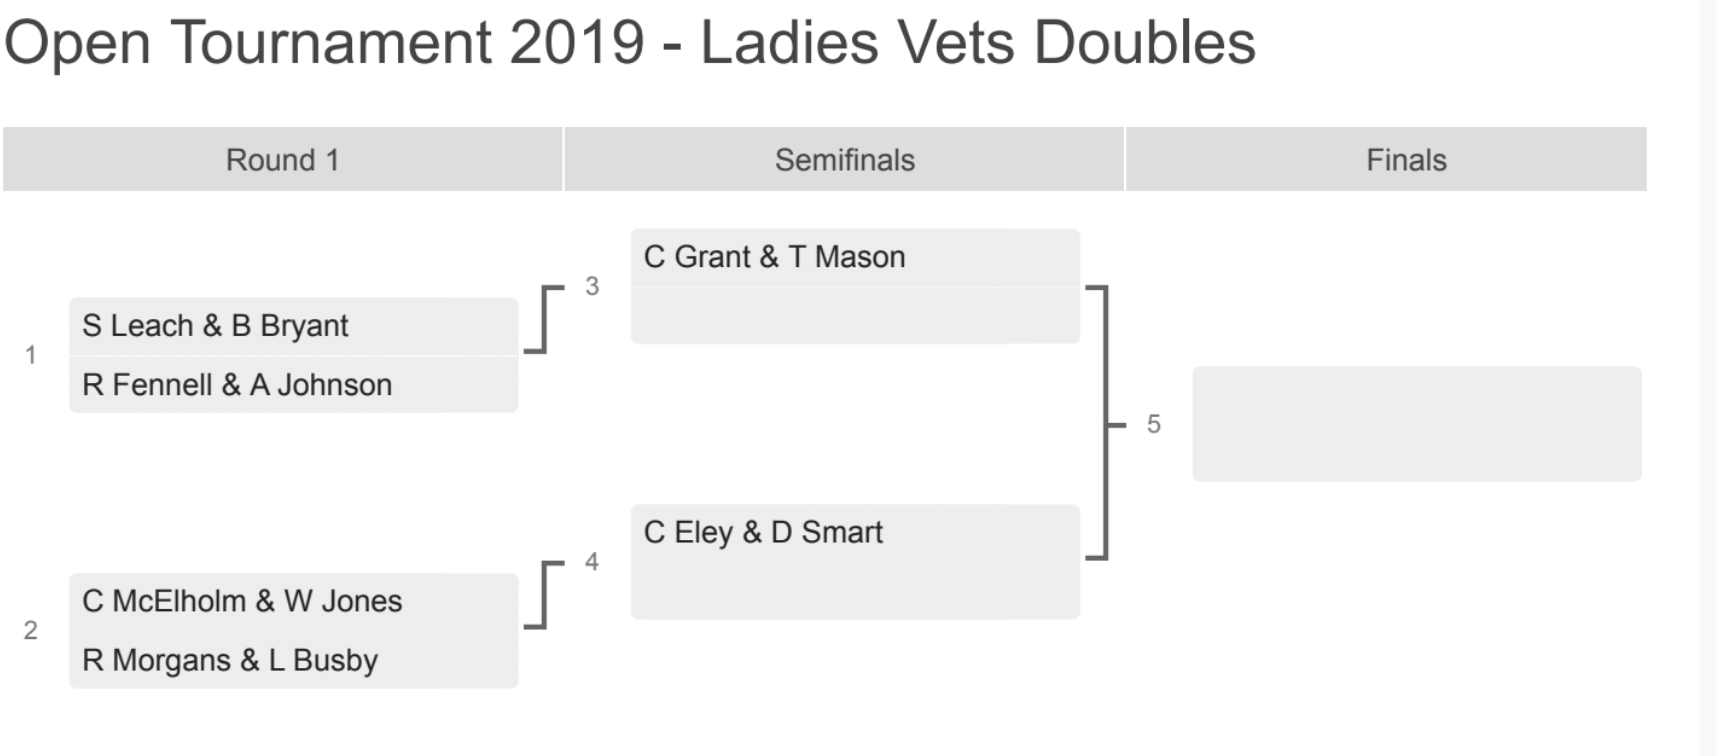 Open Tournament 2019 - Ladies Vets Doubles
Round 1
Semifinals
Finals
1
S Leach & B Bryant
R Fennell & A Johnson
2
C McElholm & W Jones
R Morgans & L Busby
3
C Grant & T Mason
4
C Eley & D Smart
5